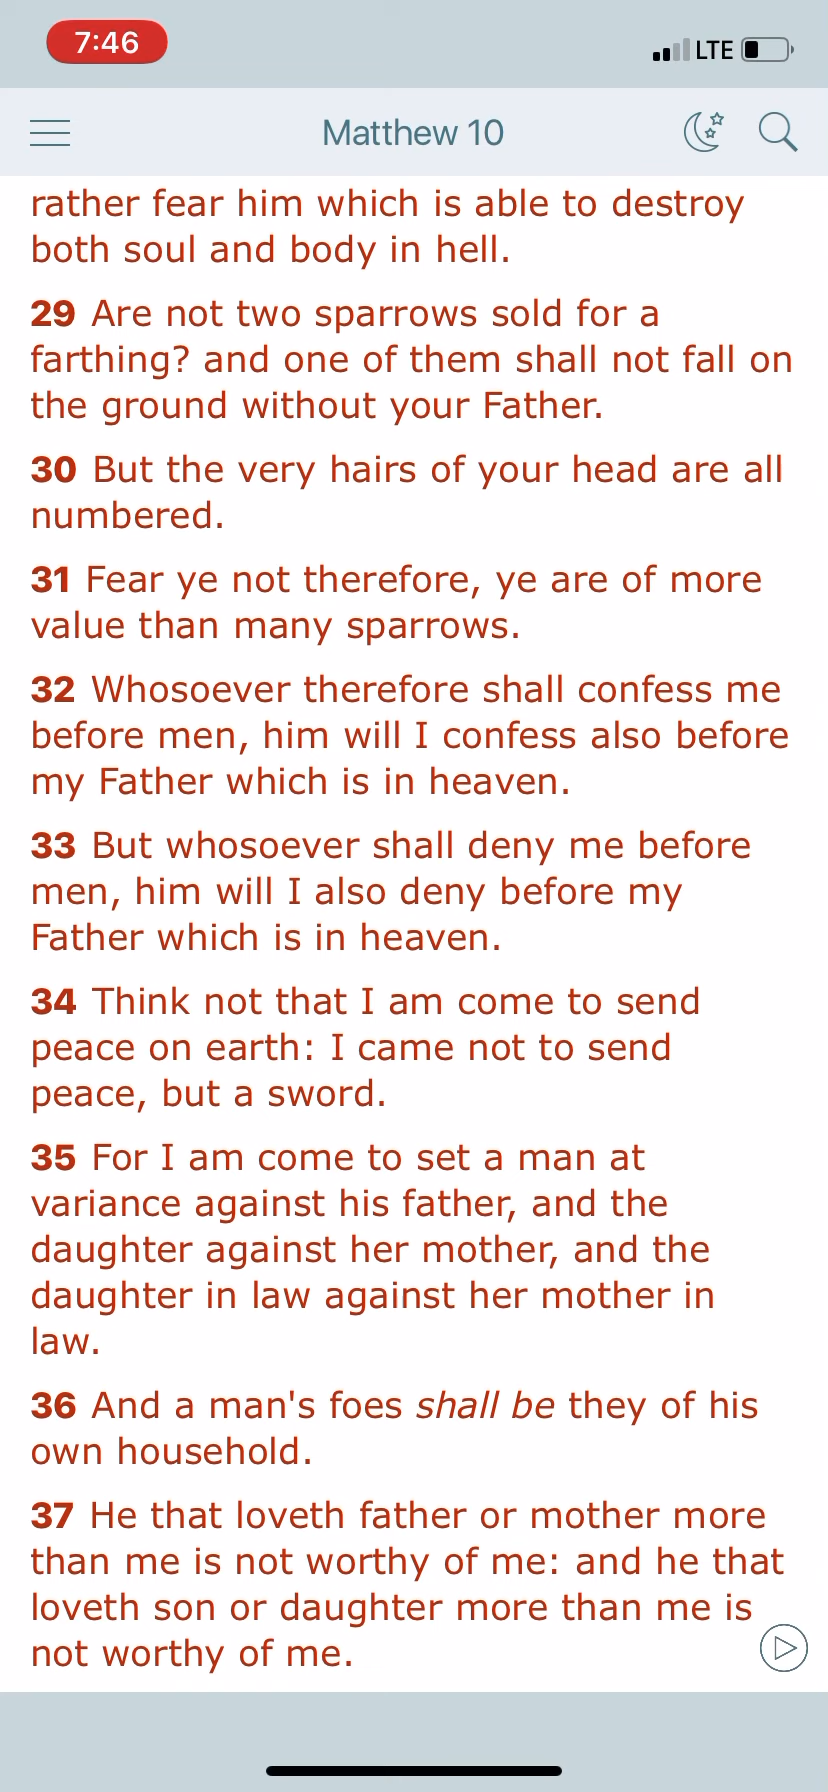 7:46
LTE
Matthew 10
rather fear him which is able to destroy
both soul and body in hell.
29 Are not two sparrows sold for a
farthing? and one of them shall not fall on
the ground without your Father.
30 But the very hairs of your head are all
numbered.
31 Fear ye not therefore, ye are of more
value than many sparrows.
32 Whosoever therefore shall confess me
before men, him will I confess also before
my Father which is in heaven.
33 But whosoever shall deny me before
men, him will I also deny before my
Father which is in heaven.
34 Think not that I am come to send
peace on earth: I came not to send
peace, but a sword.
35 For I am come to set a man at
variance against his father, and the
daughter against her mother, and the
daughter in law against her mother in
law.
36 And a man's foes shall be they of his
own household.
37 He that loveth father or mother more
than me is not worthy of me: and he that
loveth son or daughter more than me is
not worthy of me.